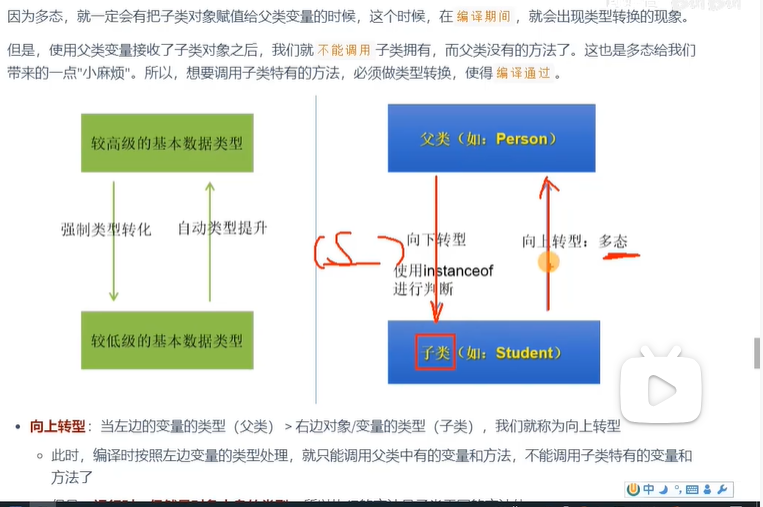 因为多态，就一定会有把子类对象赋值给父类变量的时候，这个时候，在 编译期间 ，就会出现类型转换的现象。
但是，使用父类变量接收了子类对象之后，我们就 不能调用 子类拥有，而父类没有的方法了。这也是多态给我们
带来的一点"小麻烦"。所以，想要调用子类特有的方法，必须做类型转换，使得 编译通过 。
较高级的基本数据类型
强制类型转化
自动类型提升
较低级的基本数据类型
父类（如：Person）
( S )
向下转型
使用instanceof
进行判断
向上转型：多态
子类（如：Student）
• 向上转型：当左边的变量的类型（父类）> 右边对象/变量的类型（子类），我们就称为向上转型
◦ 此时，编译时按照左边变量的类型处理，就只能调用父类中有的变量和方法，不能调用子类特有的变量和
方法了
中